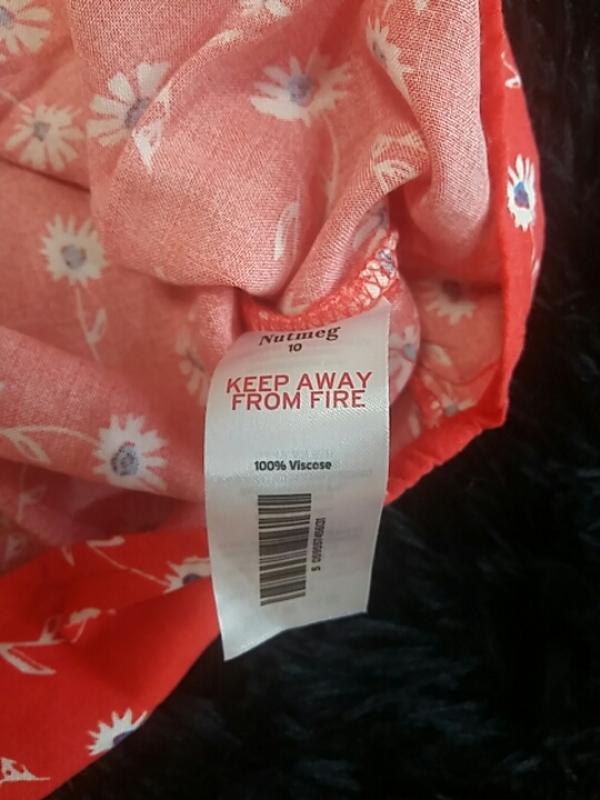 Nutmeg
10
KEEP AWAY
FROM FIRE
100% Viscose